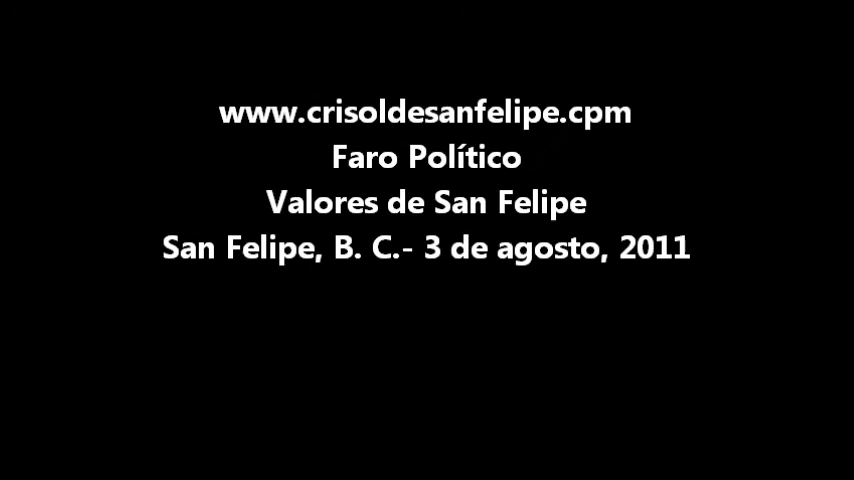 www.crisoldesanfelipe.cpm
Faro Político
Valores de San Felipe
San Felipe, B. C.- 3 de agosto, 2011